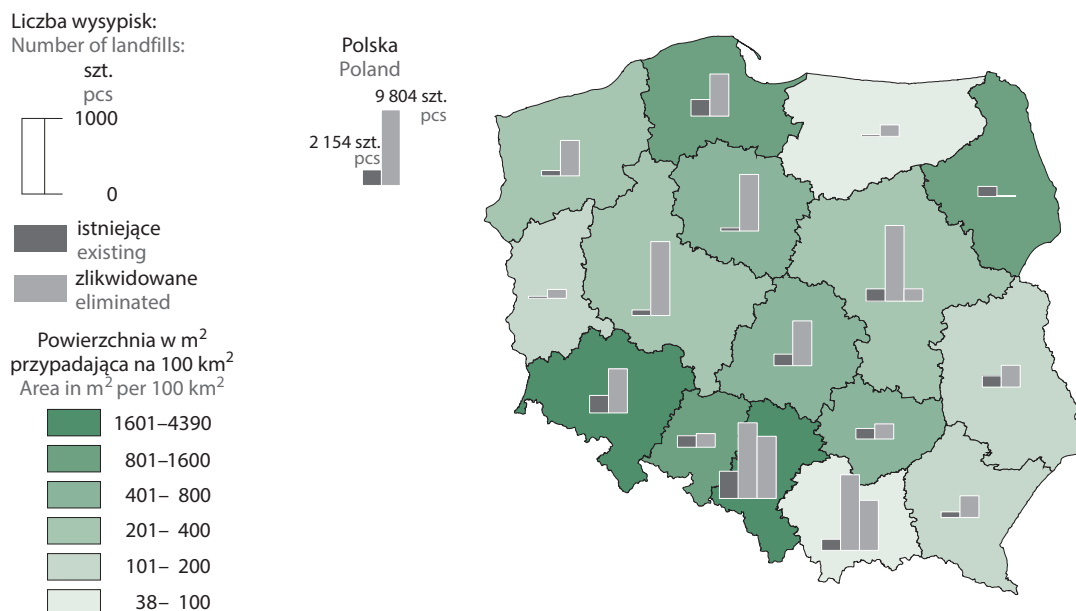 Liczba wysypisk:
Number of landfills:
szt.
pcs
1000
0
istniejące
existing
zlikwidowane
eliminated
Powierzchnia w m²
przypadająca na 100 km²
Area in m² per 100 km²
1601–4390
801–1600
401– 800
201– 400
101– 200
38– 100
Polska
Poland
9 804 szt.
pcs
2 154 szt.
pcs